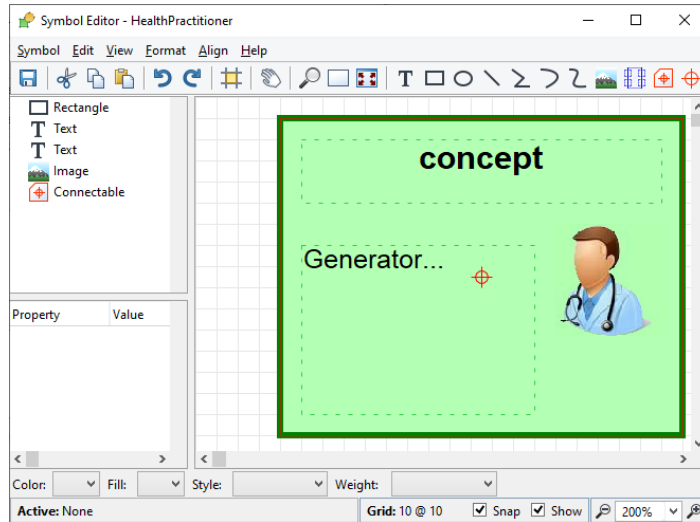 Symbol Editor - HealthPractitioner
Symbol Edit View Format Align Help
T
Rectangle
T Text
T Text
Image
Connectable
concept
Generator...
Property Value
Color: Fill: Style: Weight:
Active: None Grid: 10 @ 10 Snap Show 200%